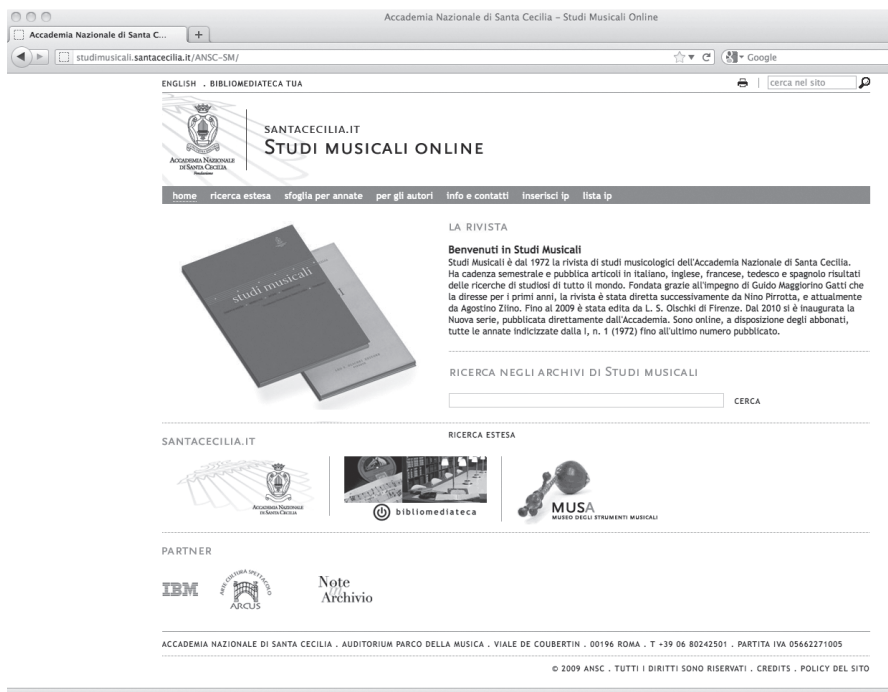 Accademia Nazionale di Santa Cecilia – Studi Musicali Online
Accademia Nazionale di Santa C...
studimusicali.santacecilia.it/ANSC-SM/
Google
ENGLISH . BIBLIOMEDIATECA TUA
cerca nel sito
ACCADEMIA NAZIONALE
DI SANTA CECILIA
Fondazione
SANTACECILIA.IT
STUDI MUSICALI ONLINE
home ricerca estesa sfoglia per annate per gli autori info e contatti inserisci ip lista ip
studi musicali
LA RIVISTA
Benvenuti in Studi Musicali
Studi Musicali è dal 1972 la rivista di studi musicologici dell'Accademia Nazionale di Santa Cecilia.
Ha cadenza semestrale e pubblica articoli in italiano, inglese, francese, tedesco e spagnolo risultati
delle ricerche di studiosi di tutto il mondo. Fondata grazie all'impegno di Guido Maggiorino Gatti che
la diresse per i primi anni, la rivista è stata diretta successivamente da Nino Pirrotta, e attualmente
da Agostino Ziino. Fino al 2009 è stata edita da L. S. Olschki di Firenze. Dal 2010 si è inaugurata la
Nuova serie, pubblicata direttamente dall'Accademia. Sono online, a disposizione degli abbonati,
tutte le annate indicizzate dalla I, n. 1 (1972) fino all'ultimo numero pubblicato.
RICERCA NEGLI ARCHIVI DI STUDI MUSICALI
CERCA
RICERCA ESTESA
SANTACECILIA.IT
ACCADEMIA NAZIONALE
DI SANTA CECILIA
bibliomediateca
MUSA
MUSEO DEGLI STRUMENTI MUSICALI
PARTNER
IBM
ARTE CULTURA SPETTACOLO
ARCUS
Note
in
Archivio
ACCADEMIA NAZIONALE DI SANTA CECILIA . AUDITORIUM PARCO DELLA MUSICA . VIALE DE COUBERTIN . 00196 ROMA . T +39 06 80242501 . PARTITA IVA 05662271005
© 2009 ANSC . TUTTI I DIRITTI SONO RISERVATI . CREDITS . POLICY DEL SITO